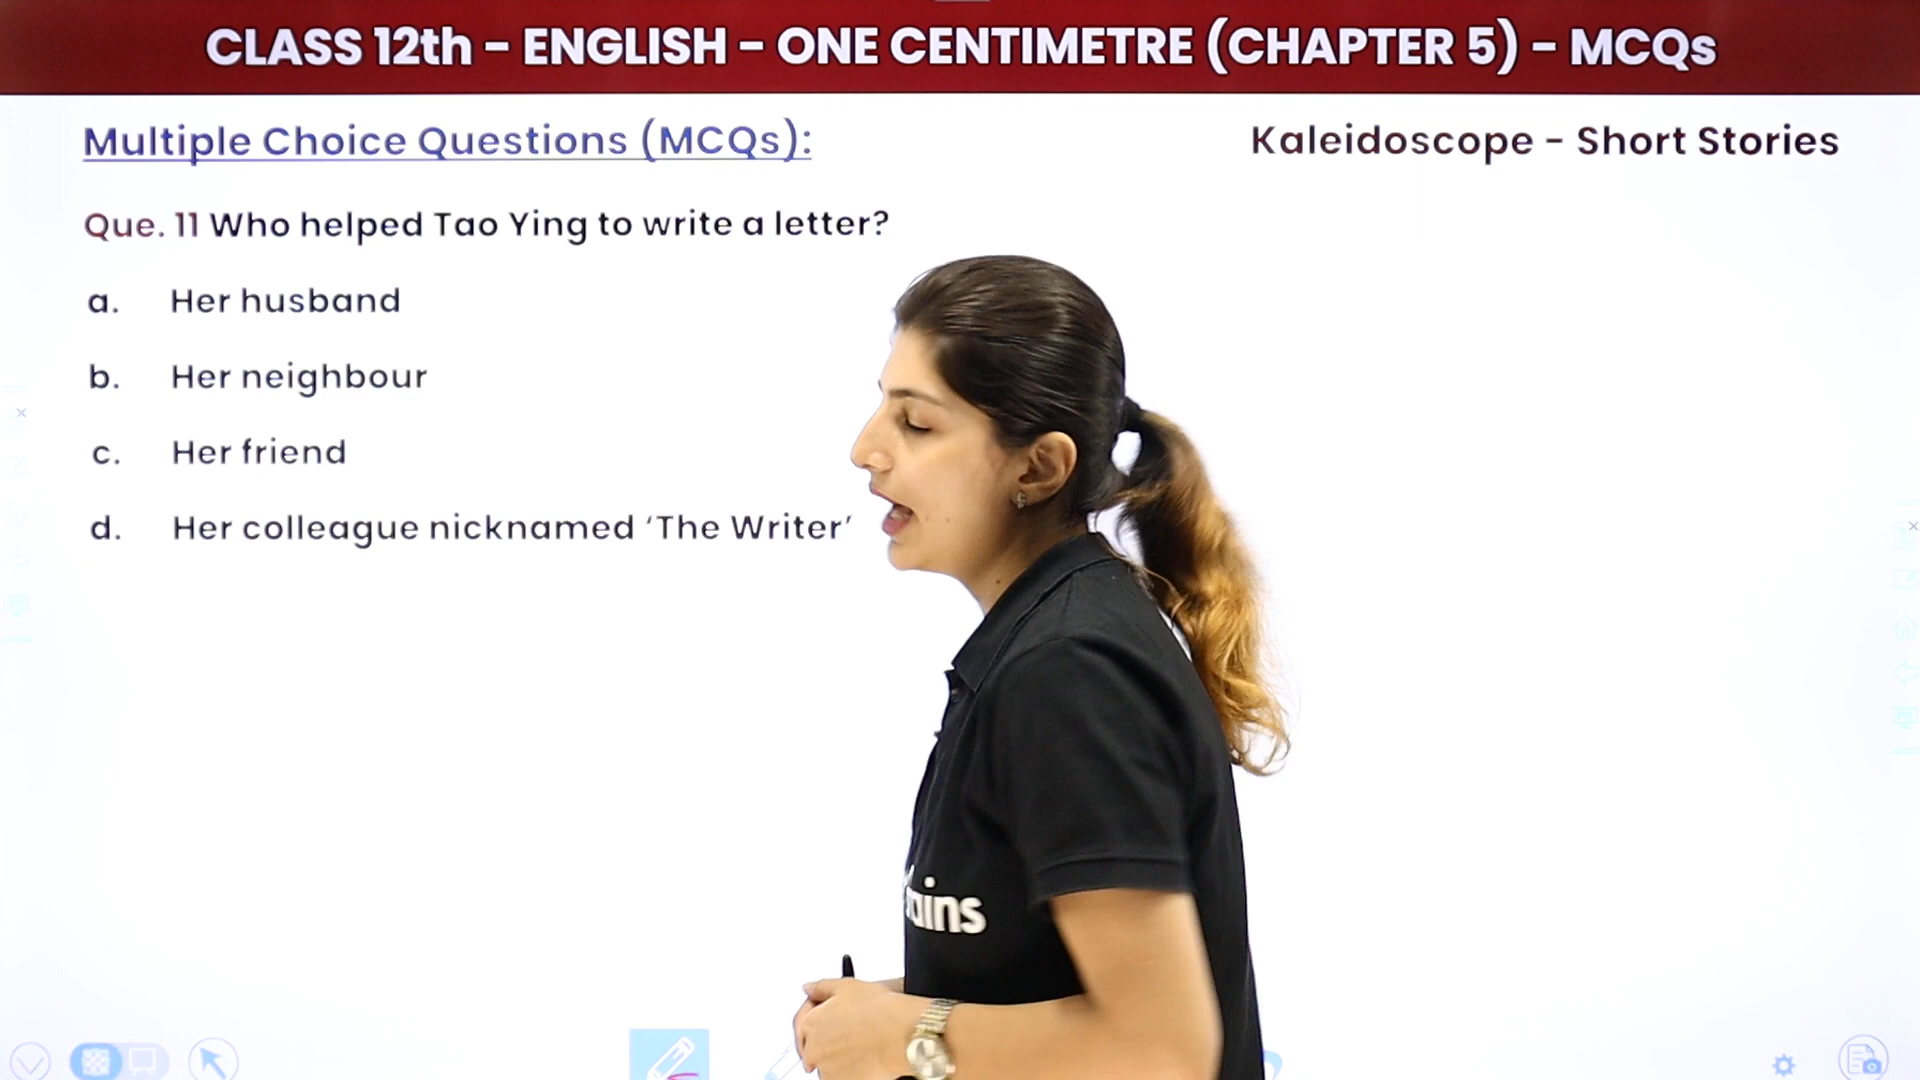 CLASS 12th - ENGLISH - ONE CENTIMETRE (CHAPTER 5) - MCQs
Multiple Choice Questions (MCQs):
Kaleidoscope - Short Stories
Que. 11 Who helped Tao Ying to write a letter?
a. Her husband
b. Her neighbour
c. Her friend
d. Her colleague nicknamed ‘The Writer’